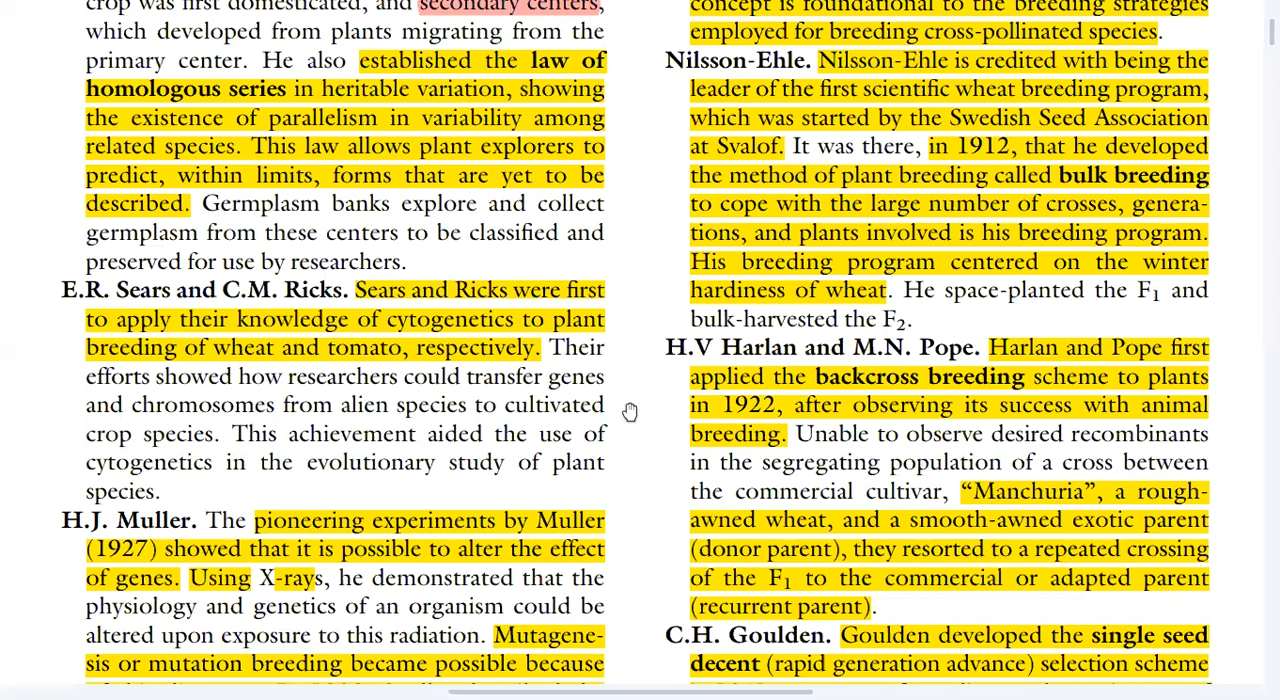 crop was first domesticated, and secondary centers,
which developed from plants migrating from the
primary center. He also established the law of
homologous series in heritable variation, showing
the existence of parallelism in variability among
related species. This law allows plant explorers to
predict, within limits, forms that are yet to be
described. Germplasm banks explore and collect
germplasm from these centers to be classified and
preserved for use by researchers.
E.R. Sears and C.M. Ricks. Sears and Ricks were first
to apply their knowledge of cytogenetics to plant
breeding of wheat and tomato, respectively. Their
efforts showed how researchers could transfer genes
and chromosomes from alien species to cultivated
crop species. This achievement aided the use of
cytogenetics in the evolutionary study of plant
species.
H.J. Muller. The pioneering experiments by Muller
(1927) showed that it is possible to alter the effect
of genes. Using X-rays, he demonstrated that the
physiology and genetics of an organism could be
altered upon exposure to this radiation. Mutagene-
sis or mutation breeding became possible because
concept is foundational to the breeding strategies
employed for breeding cross-pollinated species.
Nilsson-Ehle. Nilsson-Ehle is credited with being the
leader of the first scientific wheat breeding program,
which was started by the Swedish Seed Association
at Svalof. It was there, in 1912, that he developed
the method of plant breeding called bulk breeding
to cope with the large number of crosses, genera-
tions, and plants involved is his breeding program.
His breeding program centered on the winter
hardiness of wheat. He space-planted the F₁ and
bulk-harvested the F₂.
H.V Harlan and M.N. Pope. Harlan and Pope first
applied the backcross breeding scheme to plants
in 1922, after observing its success with animal
breeding. Unable to observe desired recombinants
in the segregating population of a cross between
the commercial cultivar, “Manchuria”, a rough-
awned wheat, and a smooth-awned exotic parent
(donor parent), they resorted to a repeated crossing
of the F₁ to the commercial or adapted parent
(recurrent parent).
C.H. Goulden. Goulden developed the single seed
decent (rapid generation advance) selection scheme